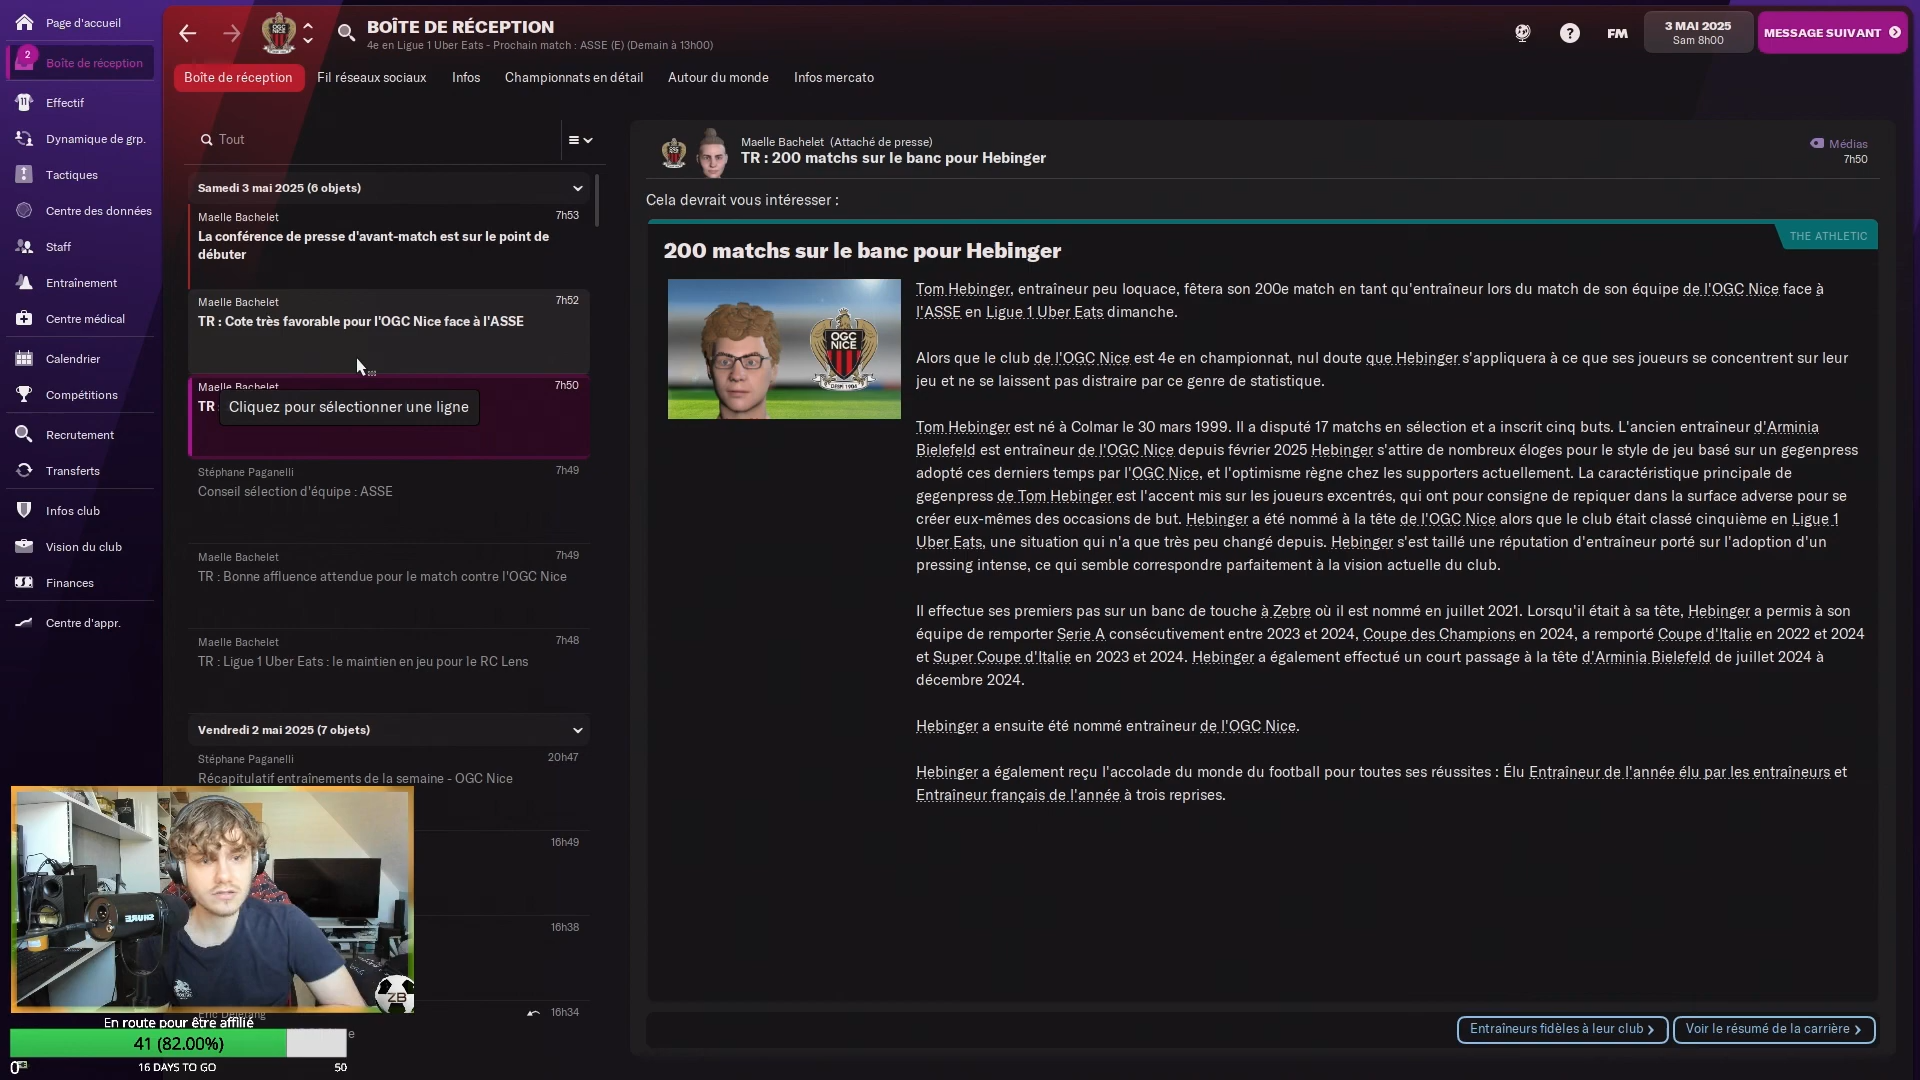 Page d'accueil
2
Boîte de réception
Effectif
Dynamique de grp.
Tactiques
Centre des données
Staff
Entraînement
Centre médical
Calendrier
Compétitions
Recrutement
Transferts
Infos club
Vision du club
Finances
Centre d'appr.
BOÎTE DE RÉCEPTION
4e en Ligue 1 Uber Eats - Prochain match : ASSE (E) (Demain à 13h00)
FM
3 MAI 2025
Sam 8h00
MESSAGE SUIVANT
Boîte de réception
Fil réseaux sociaux
Infos
Championnats en détail
Autour du monde
Infos mercato
Tout
Samedi 3 mai 2025 (6 objets)
Maelle Bachelet
7h53
La conférence de presse d'avant-match est sur le point de
débuter
Maelle Bachelet
7h52
TR : Cote très favorable pour l'OGC Nice face à l'ASSE
Maelle Bachelet
7h50
TR
Cliquez pour sélectionner une ligne
Stéphane Paganelli
7h49
Conseil sélection d'équipe : ASSE
Maelle Bachelet
7h49
TR : Bonne affluence attendue pour le match contre l'OGC Nice
Maelle Bachelet
7h48
TR : Ligue 1 Uber Eats : le maintien en jeu pour le RC Lens
Vendredi 2 mai 2025 (7 objets)
Stéphane Paganelli
20h47
Récapitulatif entraînements de la semaine - OGC Nice
16h49
16h38
16h34
Maelle Bachelet (Attaché de presse)
TR : 200 matchs sur le banc pour Hebinger
Médias
7h50
Cela devrait vous intéresser :
THE ATHLETIC
200 matchs sur le banc pour Hebinger
OGC
NICE
Tom Hebinger, entraîneur peu loquace, fêtera son 200e match en tant qu'entraîneur lors du match de son équipe de l'OGC Nice face à
l'ASSE en Ligue 1 Uber Eats dimanche.
Alors que le club de l'OGC Nice est 4e en championnat, nul doute que Hebinger s'appliquera à ce que ses joueurs se concentrent sur leur
jeu et ne se laissent pas distraire par ce genre de statistique.
Tom Hebinger est né à Colmar le 30 mars 1999. Il a disputé 17 matchs en sélection et a inscrit cinq buts. L'ancien entraîneur d'Arminia
Bielefeld est entraîneur de l'OGC Nice depuis février 2025 Hebinger s'attire de nombreux éloges pour le style de jeu basé sur un gegenpress
adopté ces derniers temps par l'OGC Nice, et l'optimisme règne chez les supporters actuellement. La caractéristique principale de
gegenpress de Tom Hebinger est l'accent mis sur les joueurs excentrés, qui ont pour consigne de repiquer dans la surface adverse pour se
créer eux-mêmes des occasions de but. Hebinger a été nommé à la tête de l'OGC Nice alors que le club était classé cinquième en Ligue 1
Uber Eats, une situation qui n'a que très peu changé depuis. Hebinger s'est taillé une réputation d'entraîneur porté sur l'adoption d'un
pressing intense, ce qui semble correspondre parfaitement à la vision actuelle du club.
Il effectue ses premiers pas sur un banc de touche à Zebre où il est nommé en juillet 2021. Lorsqu'il était à sa tête, Hebinger a permis à son
équipe de remporter Serie A consécutivement entre 2023 et 2024, Coupe des Champions en 2024, a remporté Coupe d'Italie en 2022 et 2024
et Super Coupe d'Italie en 2023 et 2024. Hebinger a également effectué un court passage à la tête d'Arminia Bielefeld de juillet 2024 à
décembre 2024.
Hebinger a ensuite été nommé entraîneur de l'OGC Nice.
Hebinger a également reçu l'accolade du monde du football pour toutes ses réussites : Élu Entraîneur de l'année élu par les entraîneurs et
Entraîneur français de l'année à trois reprises.
Entraîneurs fidèles à leur club
Voir le résumé de la carrière
ZB
En route pour être affilié
41 (82.00%)
0
16 DAYS TO GO
50